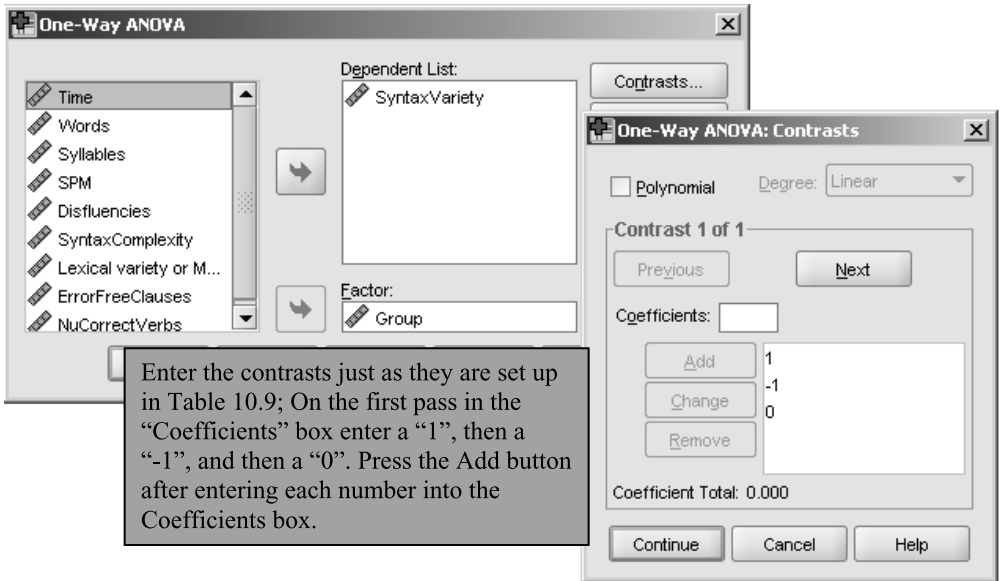 One-Way ANOVA
Time
Words
Syllables
SPM
Disfluencies
SyntaxComplexity
Lexical variety or M...
ErrorFreeClauses
NuCorrectVerbs
Dependent List:
SyntaxVariety
Factor:
Group
Contrasts...
One-Way ANOVA: Contrasts
Polynomial
Degree: Linear
Contrast 1 of 1
Previous
Next
Coefficients:
Add
Change
Remove
1
-1
0
Coefficient Total: 0.000
Continue
Cancel
Help
Enter the contrasts just as they are set up
in Table 10.9; On the first pass in the
“Coefficients” box enter a “1”, then a
“-1”, and then a “0”. Press the Add button
after entering each number into the
Coefficients box.